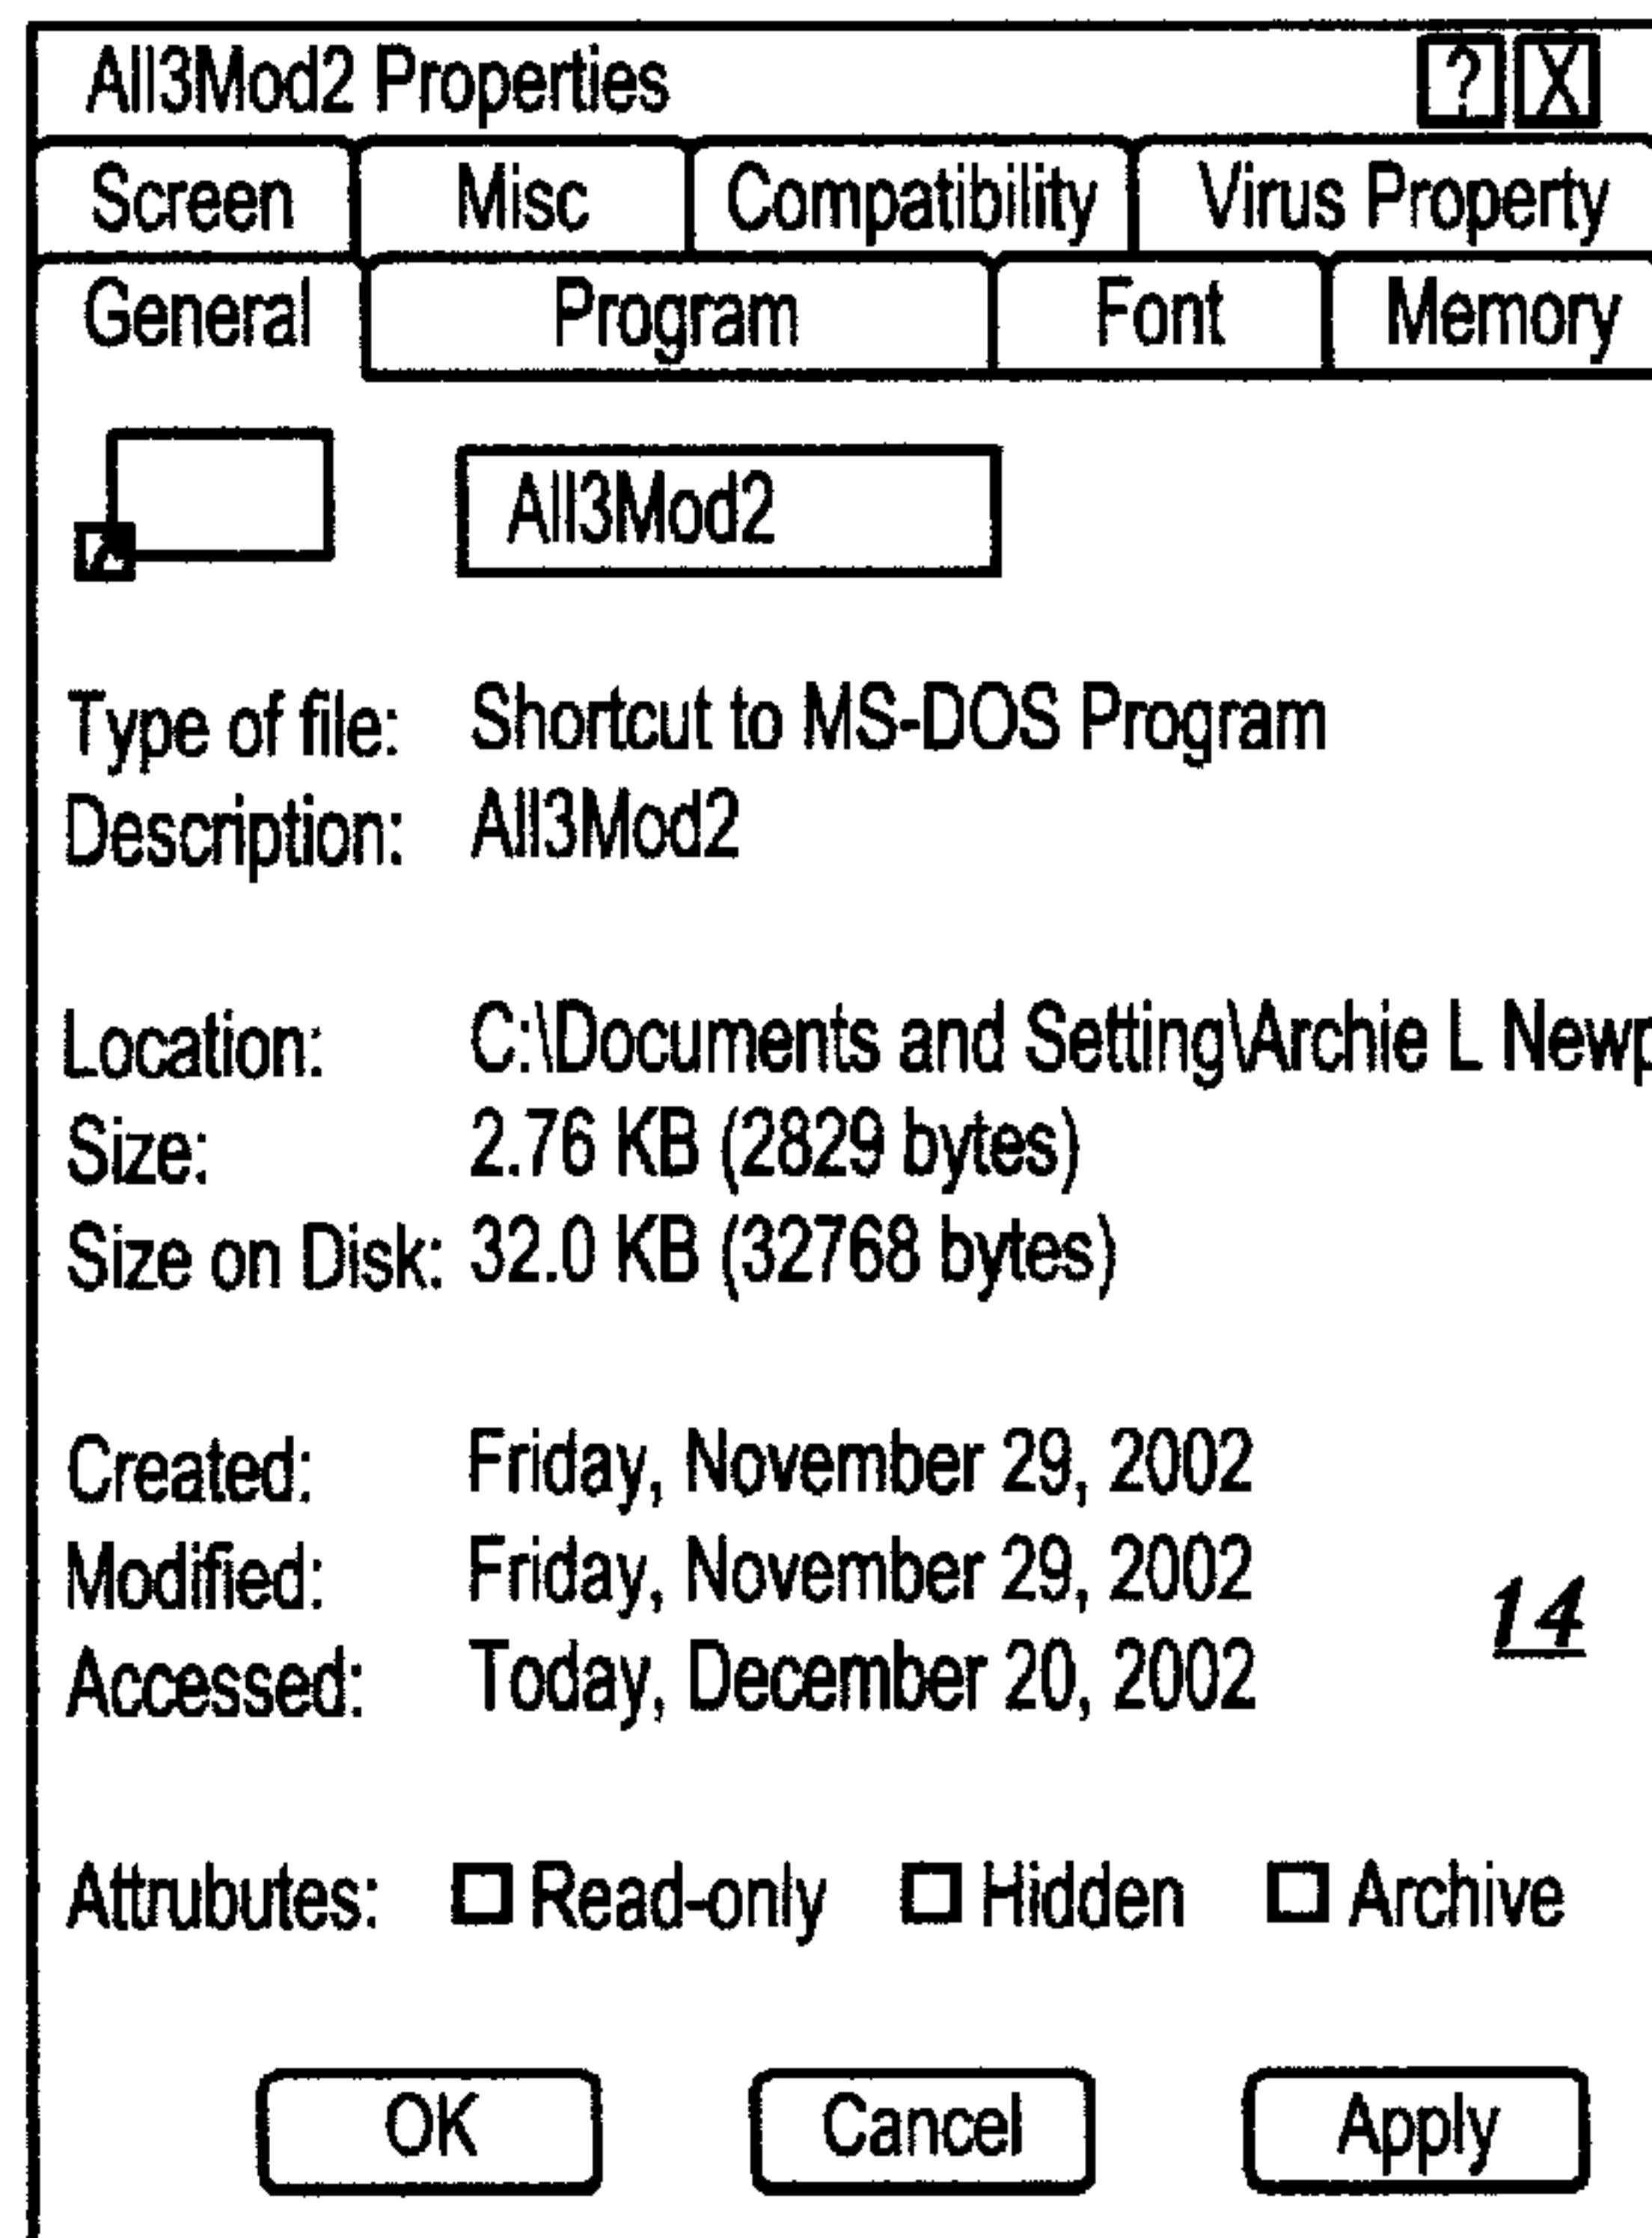 All3Mod2 Properties ? X
Screen Misc Compatibility Virus Property
General Program Font Memory
All3Mod2
Type of file: Shortcut to MS-DOS Program
Description: All3Mod2
Location: C:\Documents and Setting\Archie L Newp
Size: 2.76 KB (2829 bytes)
Size on Disk: 32.0 KB (32768 bytes)
Created: Friday, November 29, 2002
Modified: Friday, November 29, 2002
14
Accessed: Today, December 20, 2002
Attrubutes: Read-only Hidden Archive
OK Cancel Apply